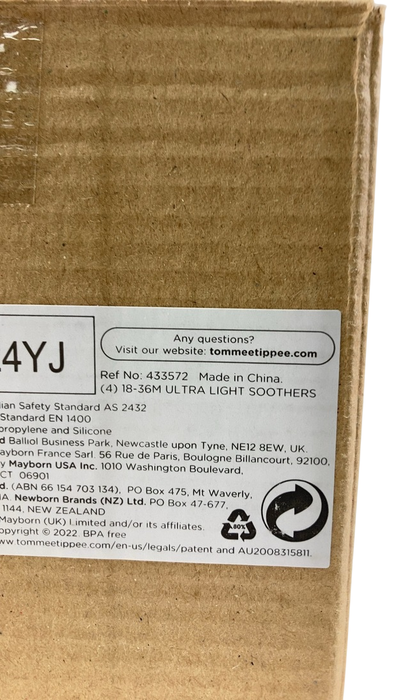 4YJ
Any questions?
Visit our website: tommeetippee.com
Ref No: 433572 Made in China.
(4) 18-36M ULTRA LIGHT SOOTHERS
ian Safety Standard AS 2432
Standard EN 1400
propylene and Silicone
d Balliol Business Park, Newcastle upon Tyne, NE12 8EW, UK.
ayborn France Sarl. 56 Rue de Paris, Boulogne Billancourt, 92100,
y Mayborn USA Inc. 1010 Washington Boulevard,
CT 06901
d. (ABN 66 154 703 134), PO Box 475, Mt Waverly,
IA. Newborn Brands (NZ) Ltd. PO Box 47-677,
1144, NEW ZEALAND
Mayborn (UK) Limited and/or its affiliates.
opyright © 2022. BPA free
ww.tommeetippee.com/en-us/legals/patent and AU2008315811.
80%